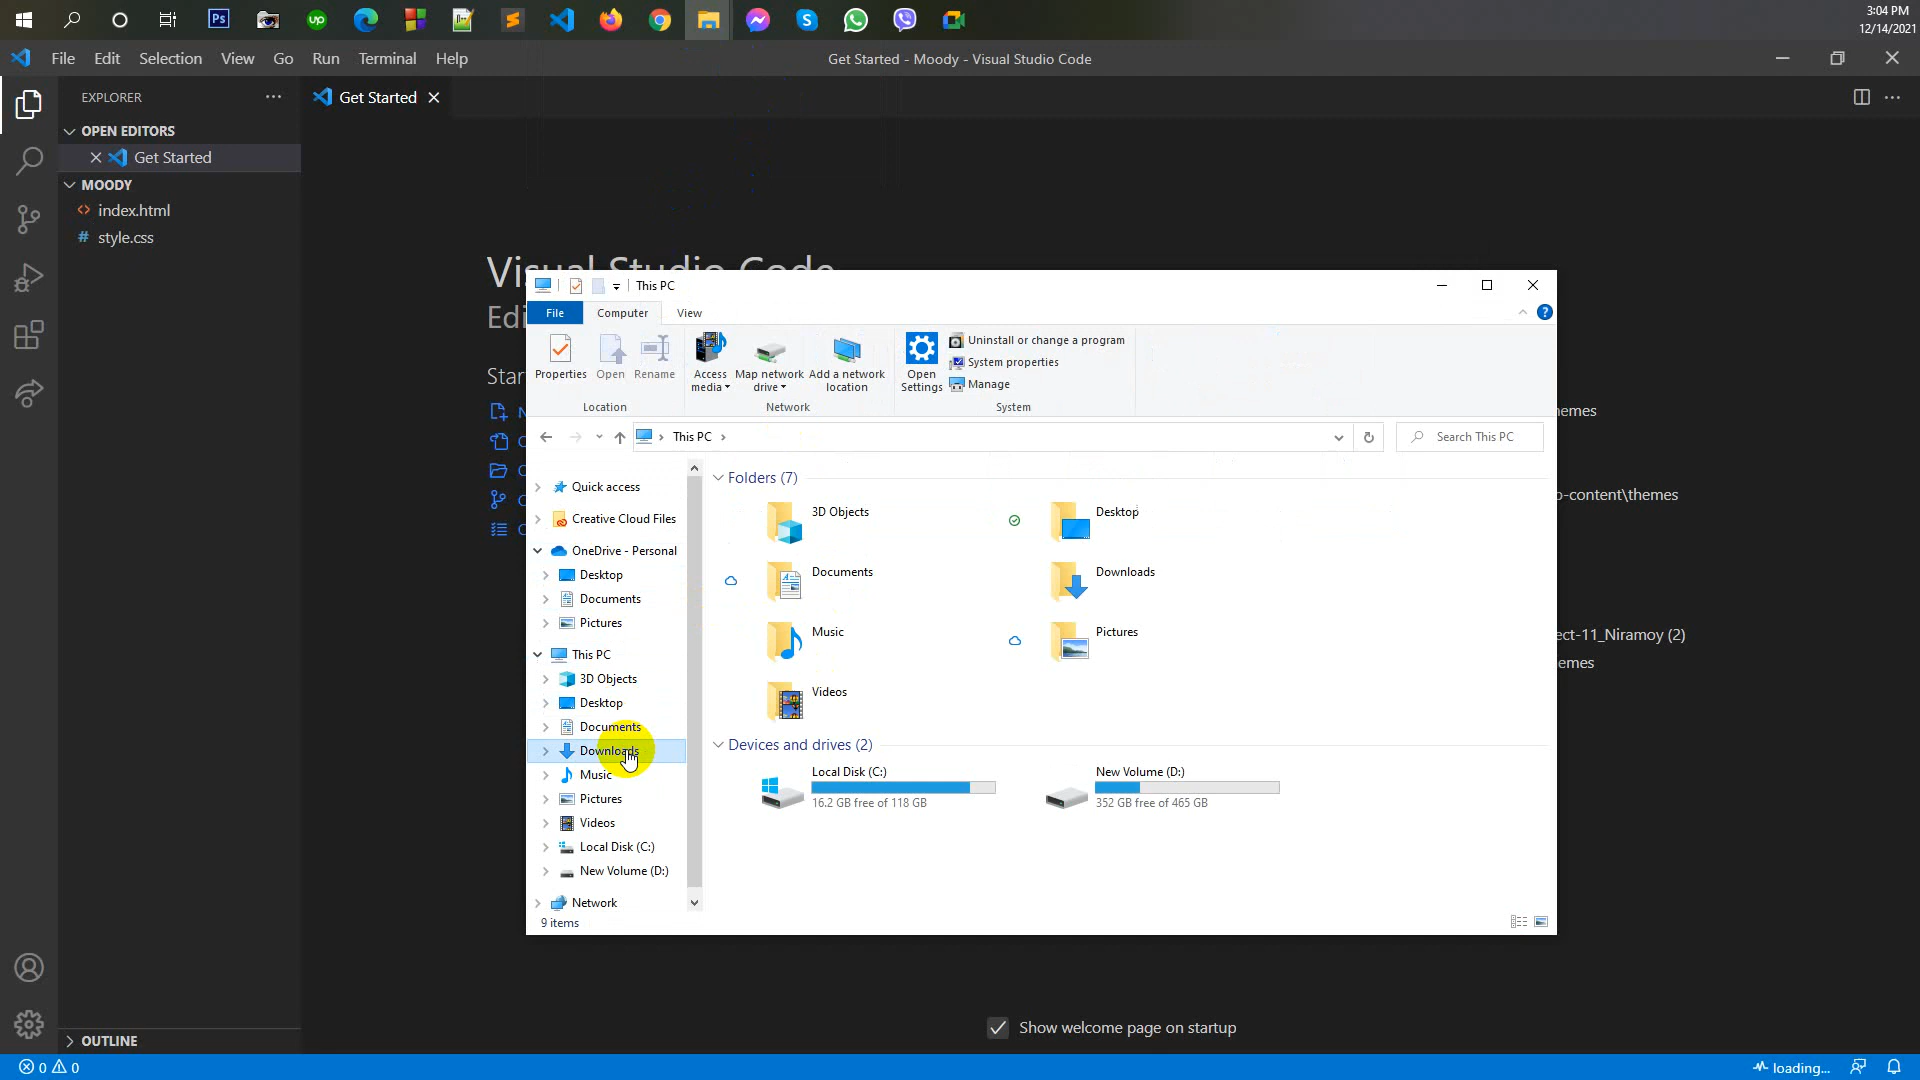 3:04 PM
12/14/2021
File Edit Selection View Go Run Terminal Help
Get Started - Moody - Visual Studio Code
EXPLORER
Get Started
OPEN EDITORS
Get Started
MOODY
index.html
style.css
Visual Studio Code
Edi
Star
This PC
File Computer View
Properties Open Rename
Location
Access media
Map network drive
Add a network location
Network
Open Settings
Uninstall or change a program
System properties
Manage
System
This PC
Search This PC
Quick access
Creative Cloud Files
OneDrive - Personal
Desktop
Documents
Pictures
This PC
3D Objects
Desktop
Documents
Downloads
Music
Pictures
Videos
Local Disk (C:)
New Volume (D:)
Network
9 items
Folders (7)
3D Objects
Desktop
Documents
Downloads
Music
Pictures
Videos
Devices and drives (2)
Local Disk (C:)
16.2 GB free of 118 GB
New Volume (D:)
352 GB free of 465 GB
emes
o-content\themes
ect-11_Niramoy (2)
emes
Show welcome page on startup
OUTLINE
0 0
loading...